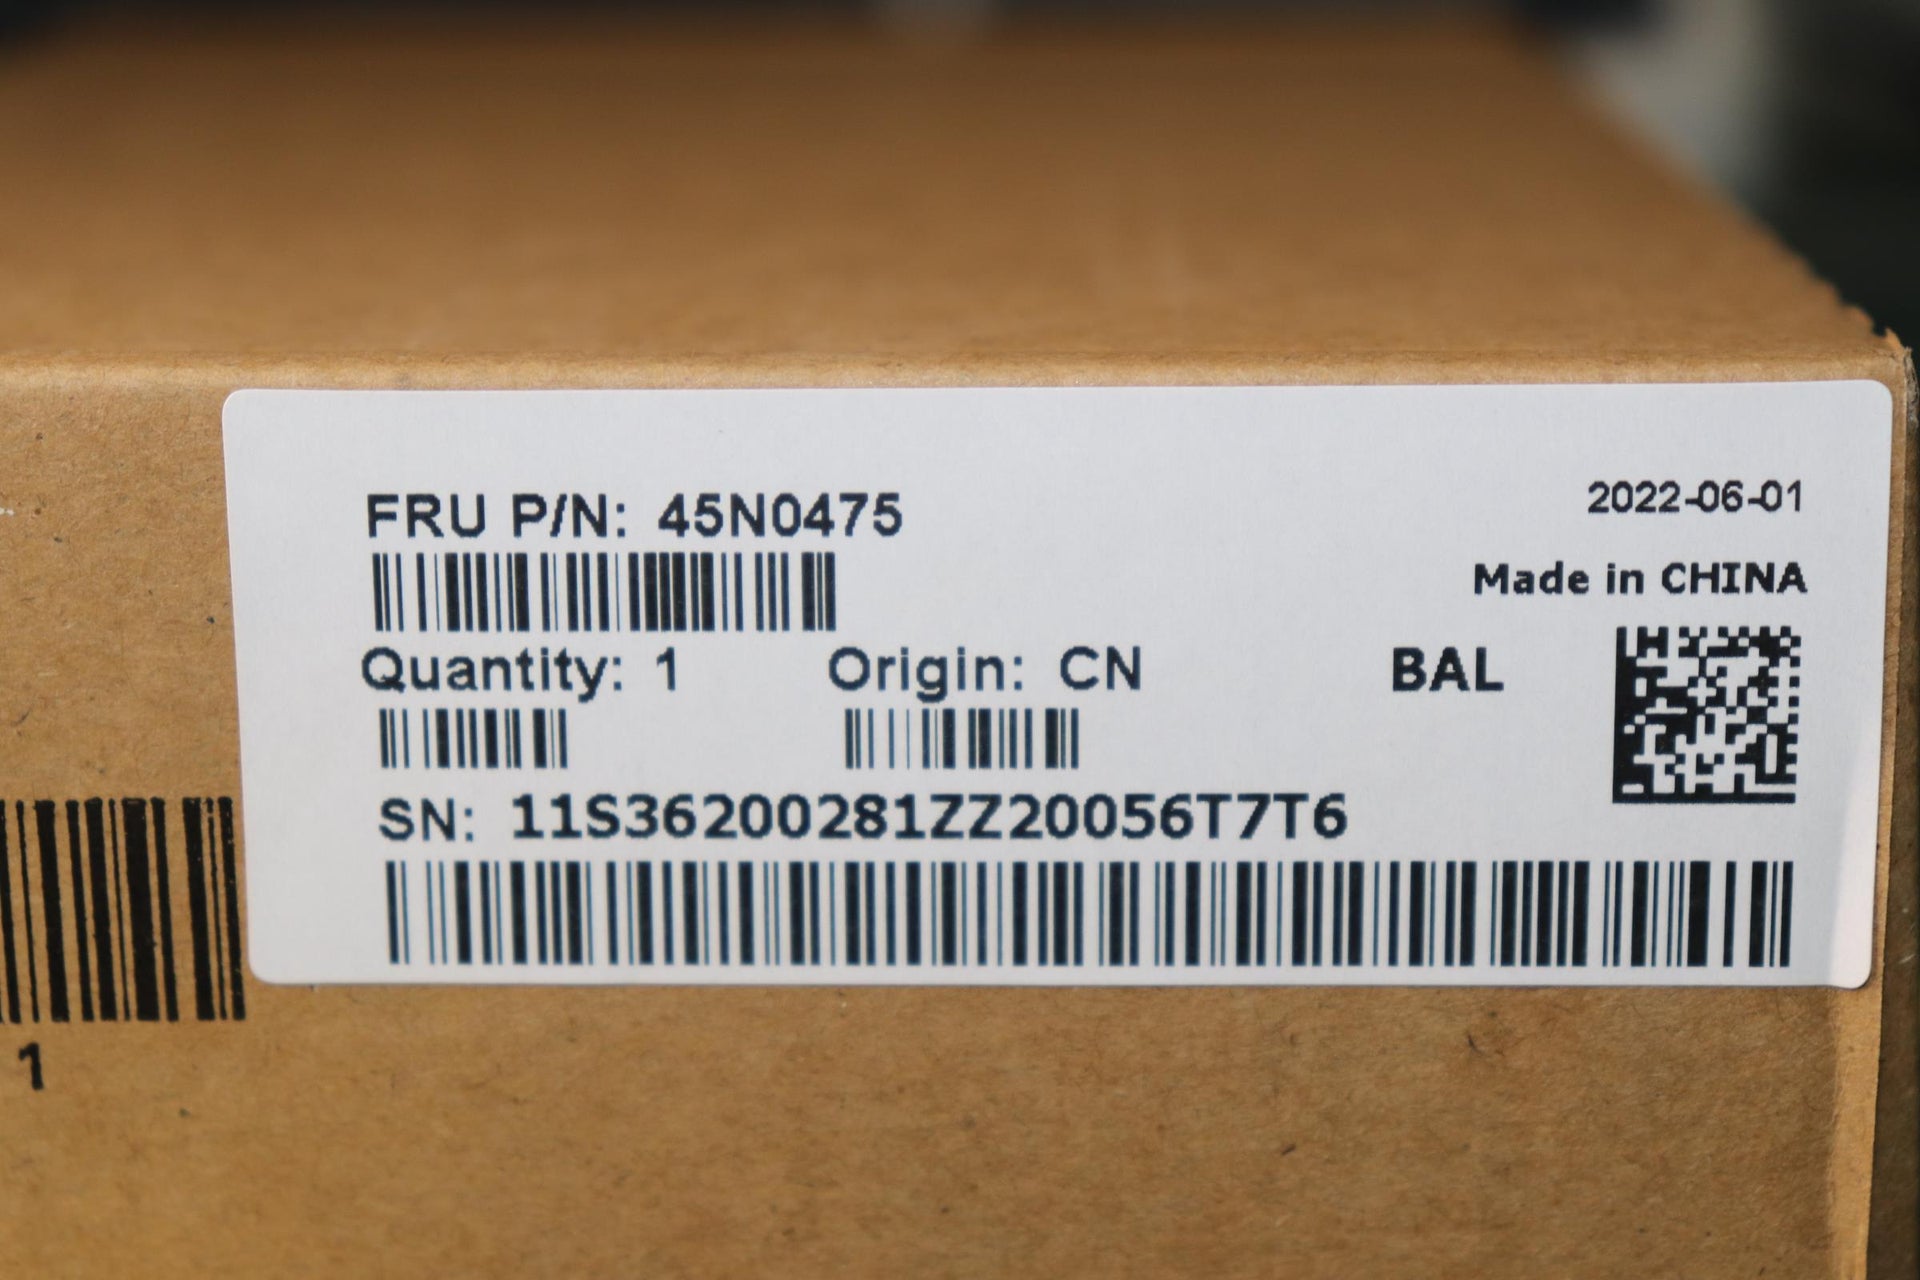 FRU P/N: 45N0475
2022-06-01
Made in CHINA
Quantity: 1 Origin: CN BAL
SN: 11S36200281ZZ20056T7T6
1